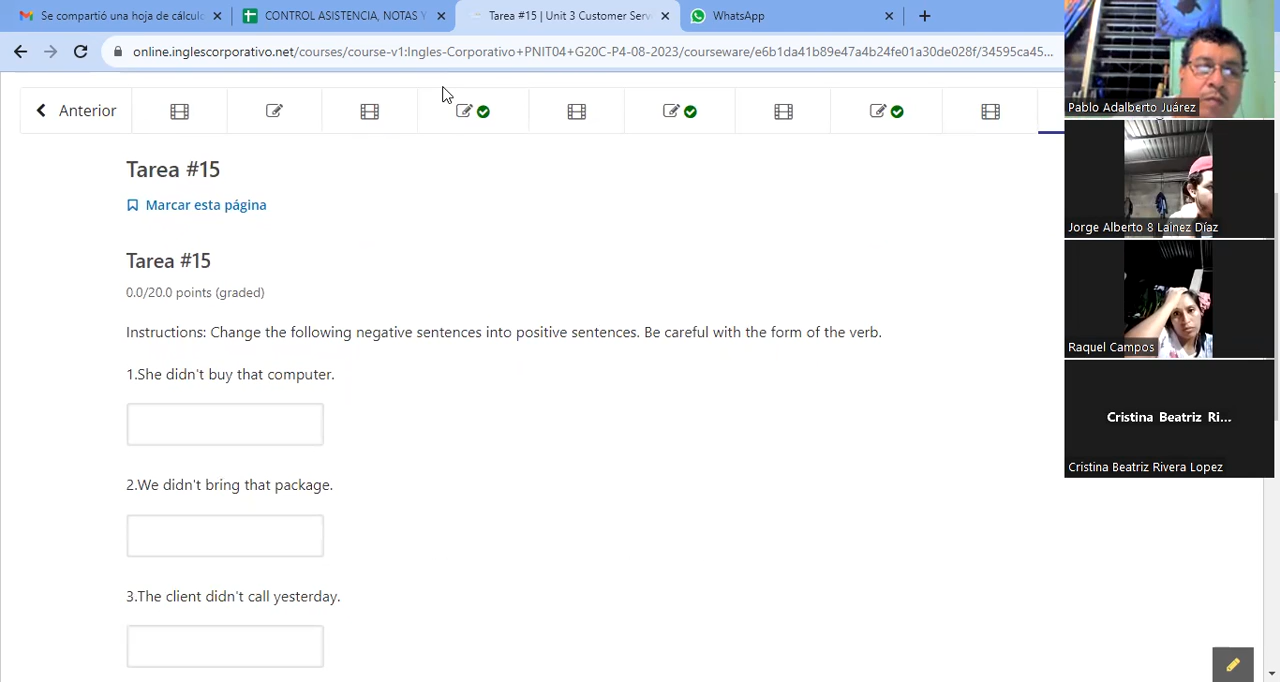 Se compartió una hoja de cálculo
CONTROL ASISTENCIA, NOTAS Y
Tarea #15 | Unit 3 Customer Serv
WhatsApp
online.inglescorporativo.net/courses/course-v1:Ingles-Corporativo+PNIT04+G20C-P4-08-2023/courseware/e6b1da41b89e47a4b24fe01a30de028f/34595ca45...
Anterior
Tarea #15
Marcar esta página
Tarea #15
0.0/20.0 points (graded)
Instructions: Change the following negative sentences into positive sentences. Be careful with the form of the verb.
1.She didn't buy that computer.
2.We didn't bring that package.
3.The client didn't call yesterday.
Pablo Adalberto Juárez
Jorge Alberto 8 Lainez Díaz
Raquel Campos
Cristina Beatriz Ri...
Cristina Beatriz Rivera Lopez